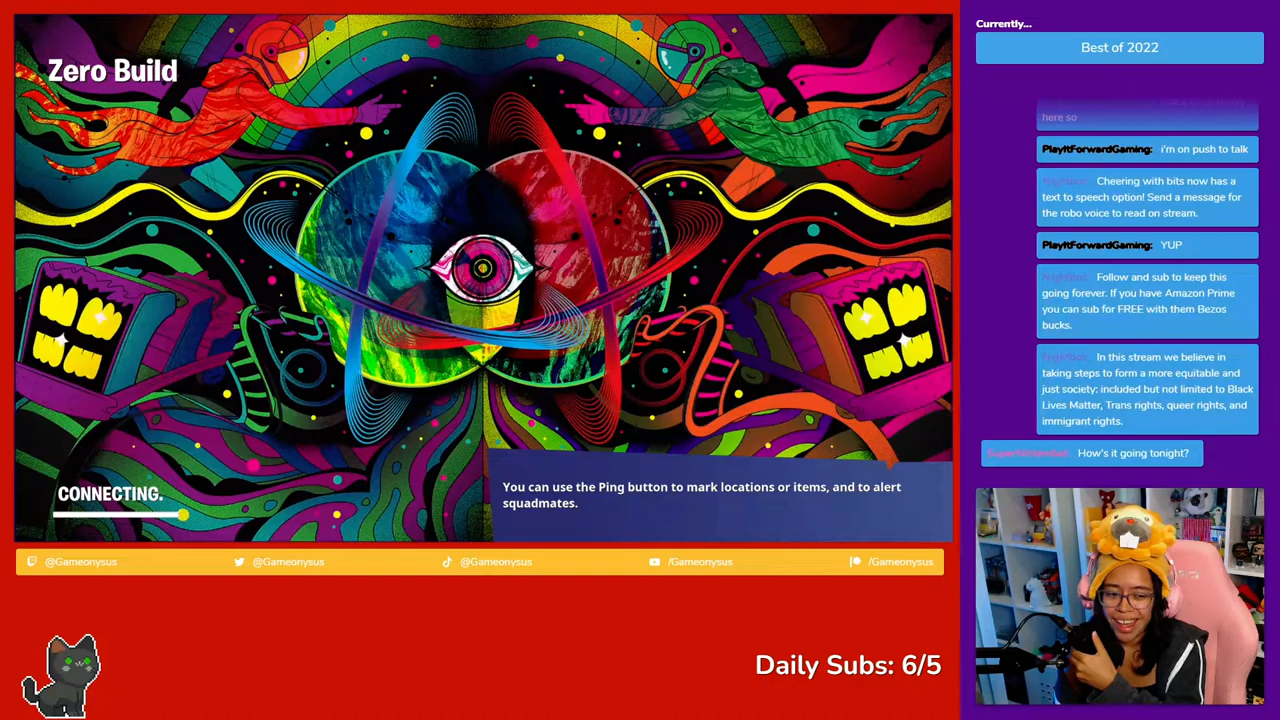 Zero Build
CONNECTING.
You can use the Ping button to mark locations or items, and to alert
squadmates.
@Gameonysus
@Gameonysus
@Gameonysus
/Gameonysus
/Gameonysus
Daily Subs: 6/5
Currently...
Best of 2022
here so
PlayItForwardGaming: i'm on push to talk
Cheering with bits now has a
text to speech option! Send a message for
the robo voice to read on stream.
PlayItForwardGaming: YUP
Follow and sub to keep this
going forever. If you have Amazon Prime
you can sub for FREE with them Bezos
bucks.
In this stream we believe in
taking steps to form a more equitable and
just society; included but not limited to Black
Lives Matter, Trans rights, queer rights, and
immigrant rights.
How's it going tonight?